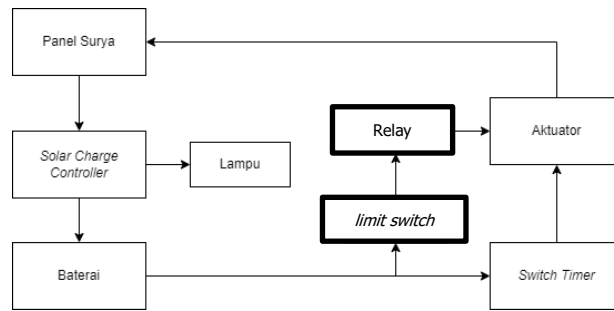 Panel Surya
Relay
Aktuator
Solar Charge
Controller
Lampu
limit switch
Baterai
Switch Timer